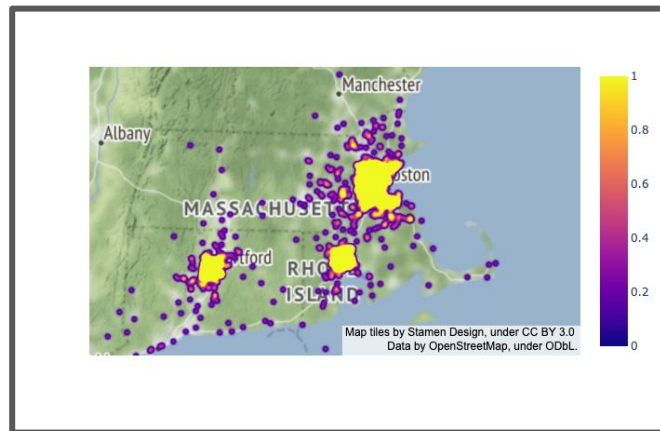 Manchester
Albany
oston
MASSACHUSET
tford
RHO
ISLAND
Map tiles by Stamen Design, under CC BY 3.0
Data by OpenStreetMap, under ODbL.
1
0.8
0.6
0.4
0.2
0